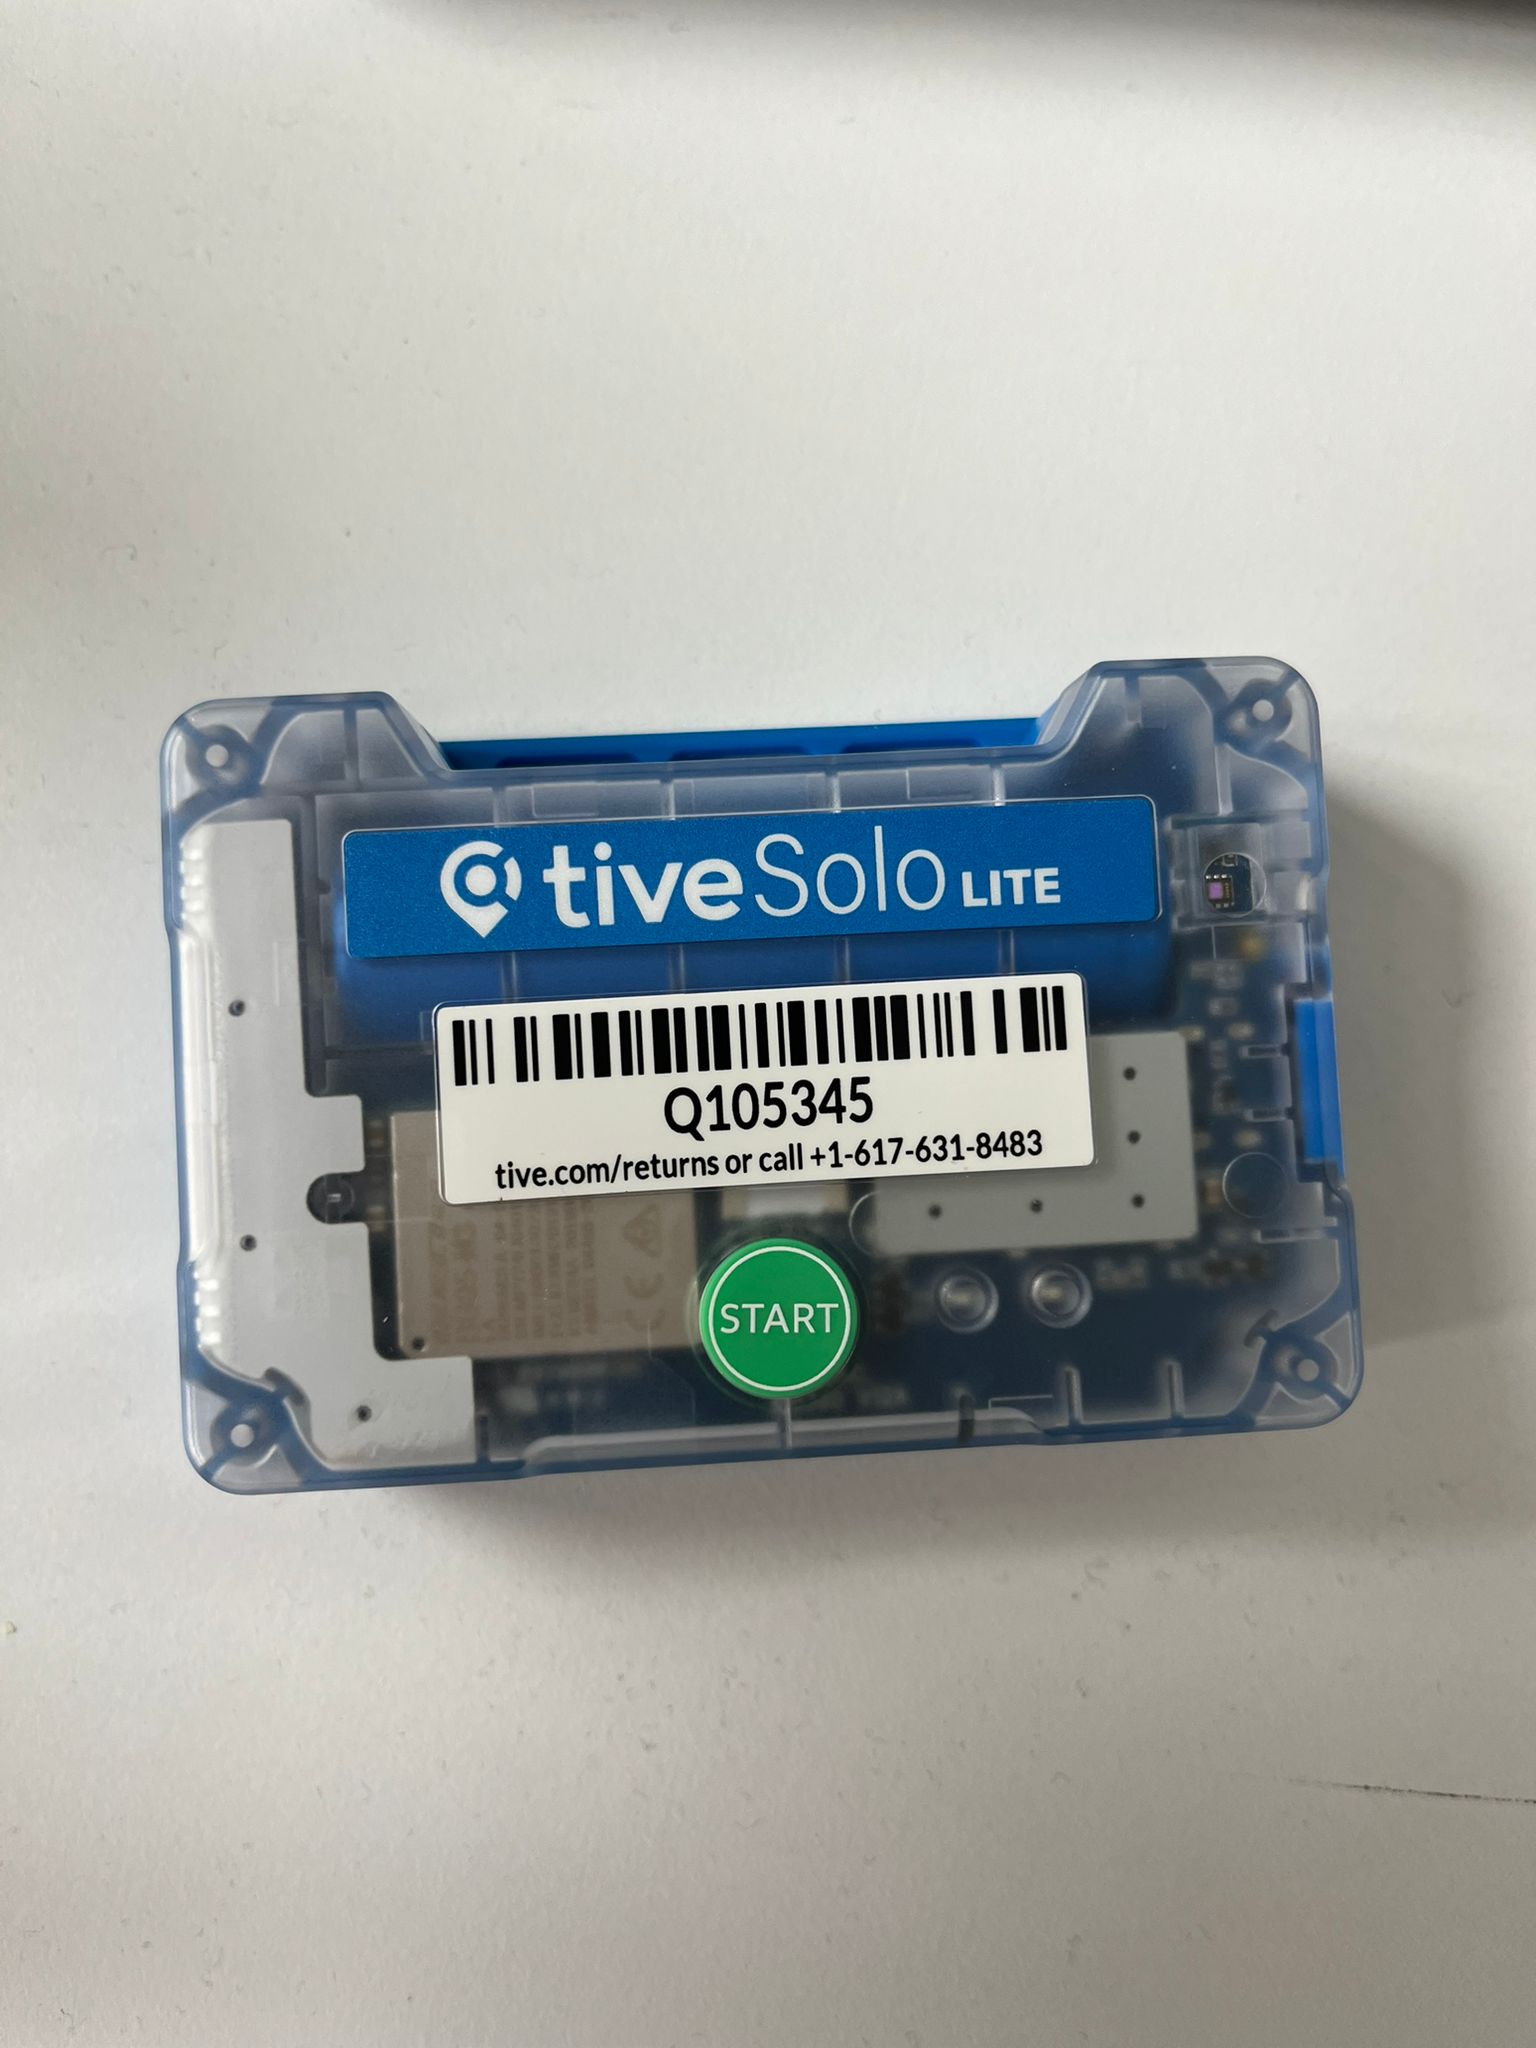 tive Solo LITE
Q105345
tive.com/returns or call +1-617-631-8483
START